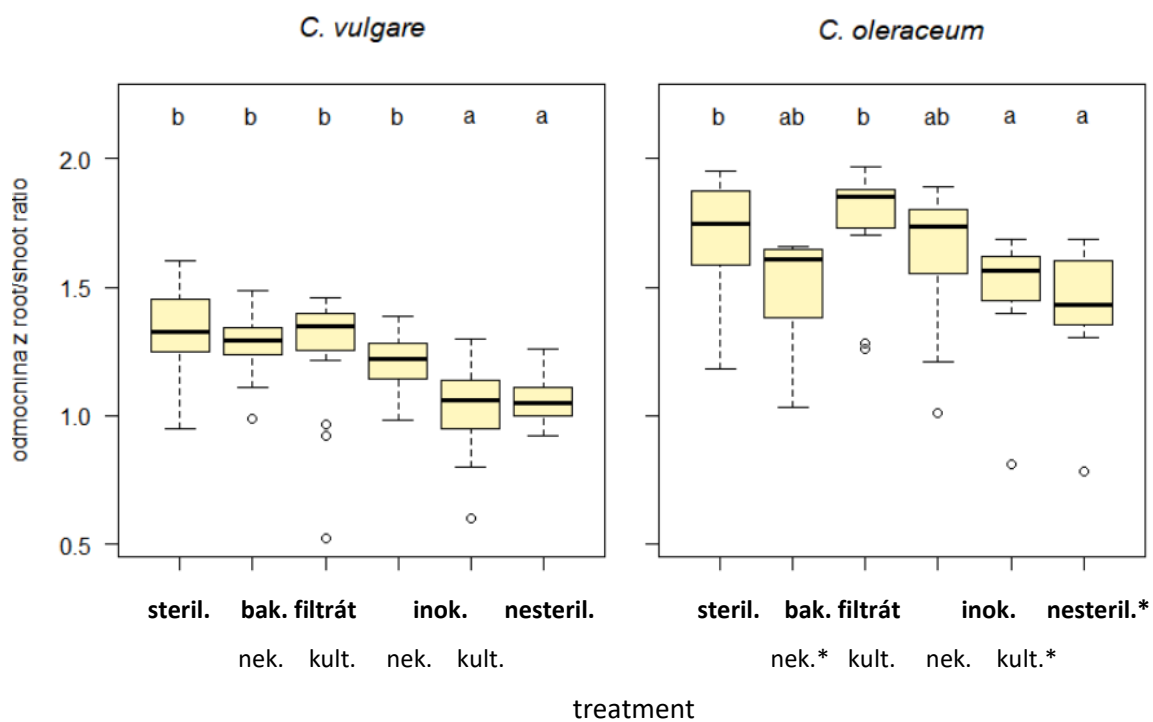 C. vulgare
C. oleraceum
b b b b a a
b ab b ab a a
odmocnina z root/shoot ratio
2.0
1.5
1.0
0.5
steril. bak. filtrát inok. nesteril.
nek. kult. nek. kult.
steril. bak. filtrát inok. nesteril.*
nek.* kult. nek. kult.*
treatment